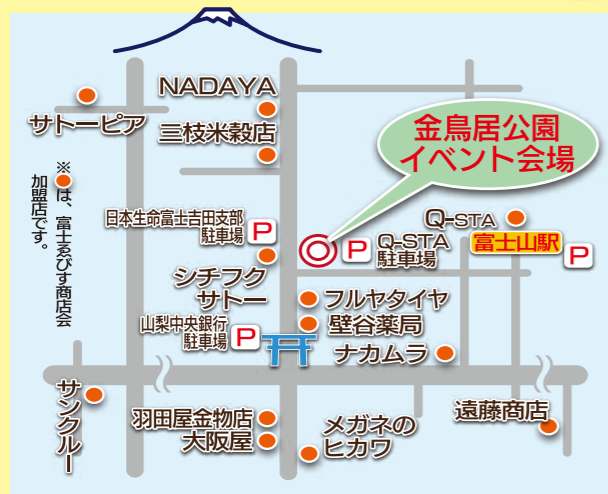 NADAYA
サトーピア
三枝米穀店
金鳥居公園
イベント会場
※●は、富士ゑびす商店会
加盟店です。
日本生命富士吉田支部
駐車場
P
P
Q-STA
駐車場
Q-STA
富士山駅
P
シチフク
サトー
フルヤタイヤ
山梨中央銀行
駐車場
P
壁谷薬局
ナカムラ
サンクルー
羽田屋金物店
大阪屋
メガネの
ヒカワ
遠藤商店